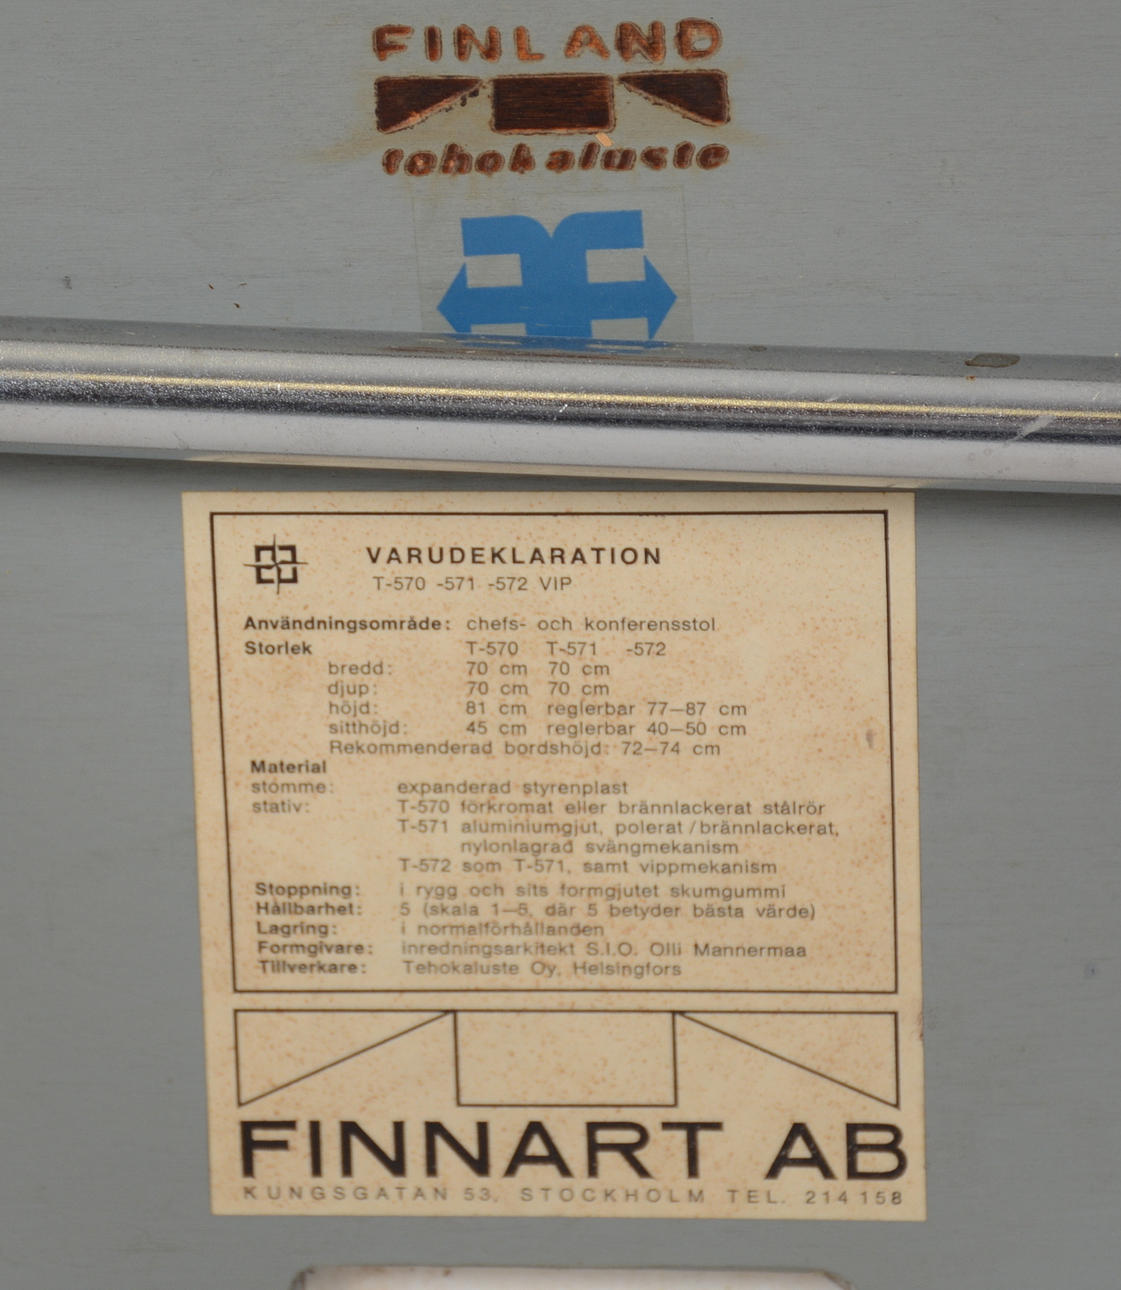 FINLAND
tehokaluste
VARUDEKLARATION
T-570 -571 -572 VIP
Användningsområde: chefs- och konferensstol
Storlek T-570 T-571 -572
bredd: 70 cm 70 cm
djup: 70 cm 70 cm
höjd: 81 cm reglerbar 77—87 cm
sitthöjd: 45 cm reglerbar 40—50 cm
Rekommenderad bordshöjd: 72—74 cm
Material
stomme: expanderad styrenplast
stativ: T-570 förkromat eller brännlackerat stålrör
T-571 aluminiumgjut, polerat / brännlackerat,
nylonlagrad svängmekanism
T-572 som T-571, samt vippmekanism
Stoppning: i rygg och sits formgjutet skumgummi
Hållbarhet: 5 (skala 1—5, där 5 betyder bästa värde)
Lagring: i normalförhållanden
Formgivare: inredningsarkitekt S.I.O. Olli Mannermaa
Tillverkare: Tehokaluste Oy, Helsingfors
FINNART AB
KUNGSGATAN 53, STOCKHOLM TEL. 214 158